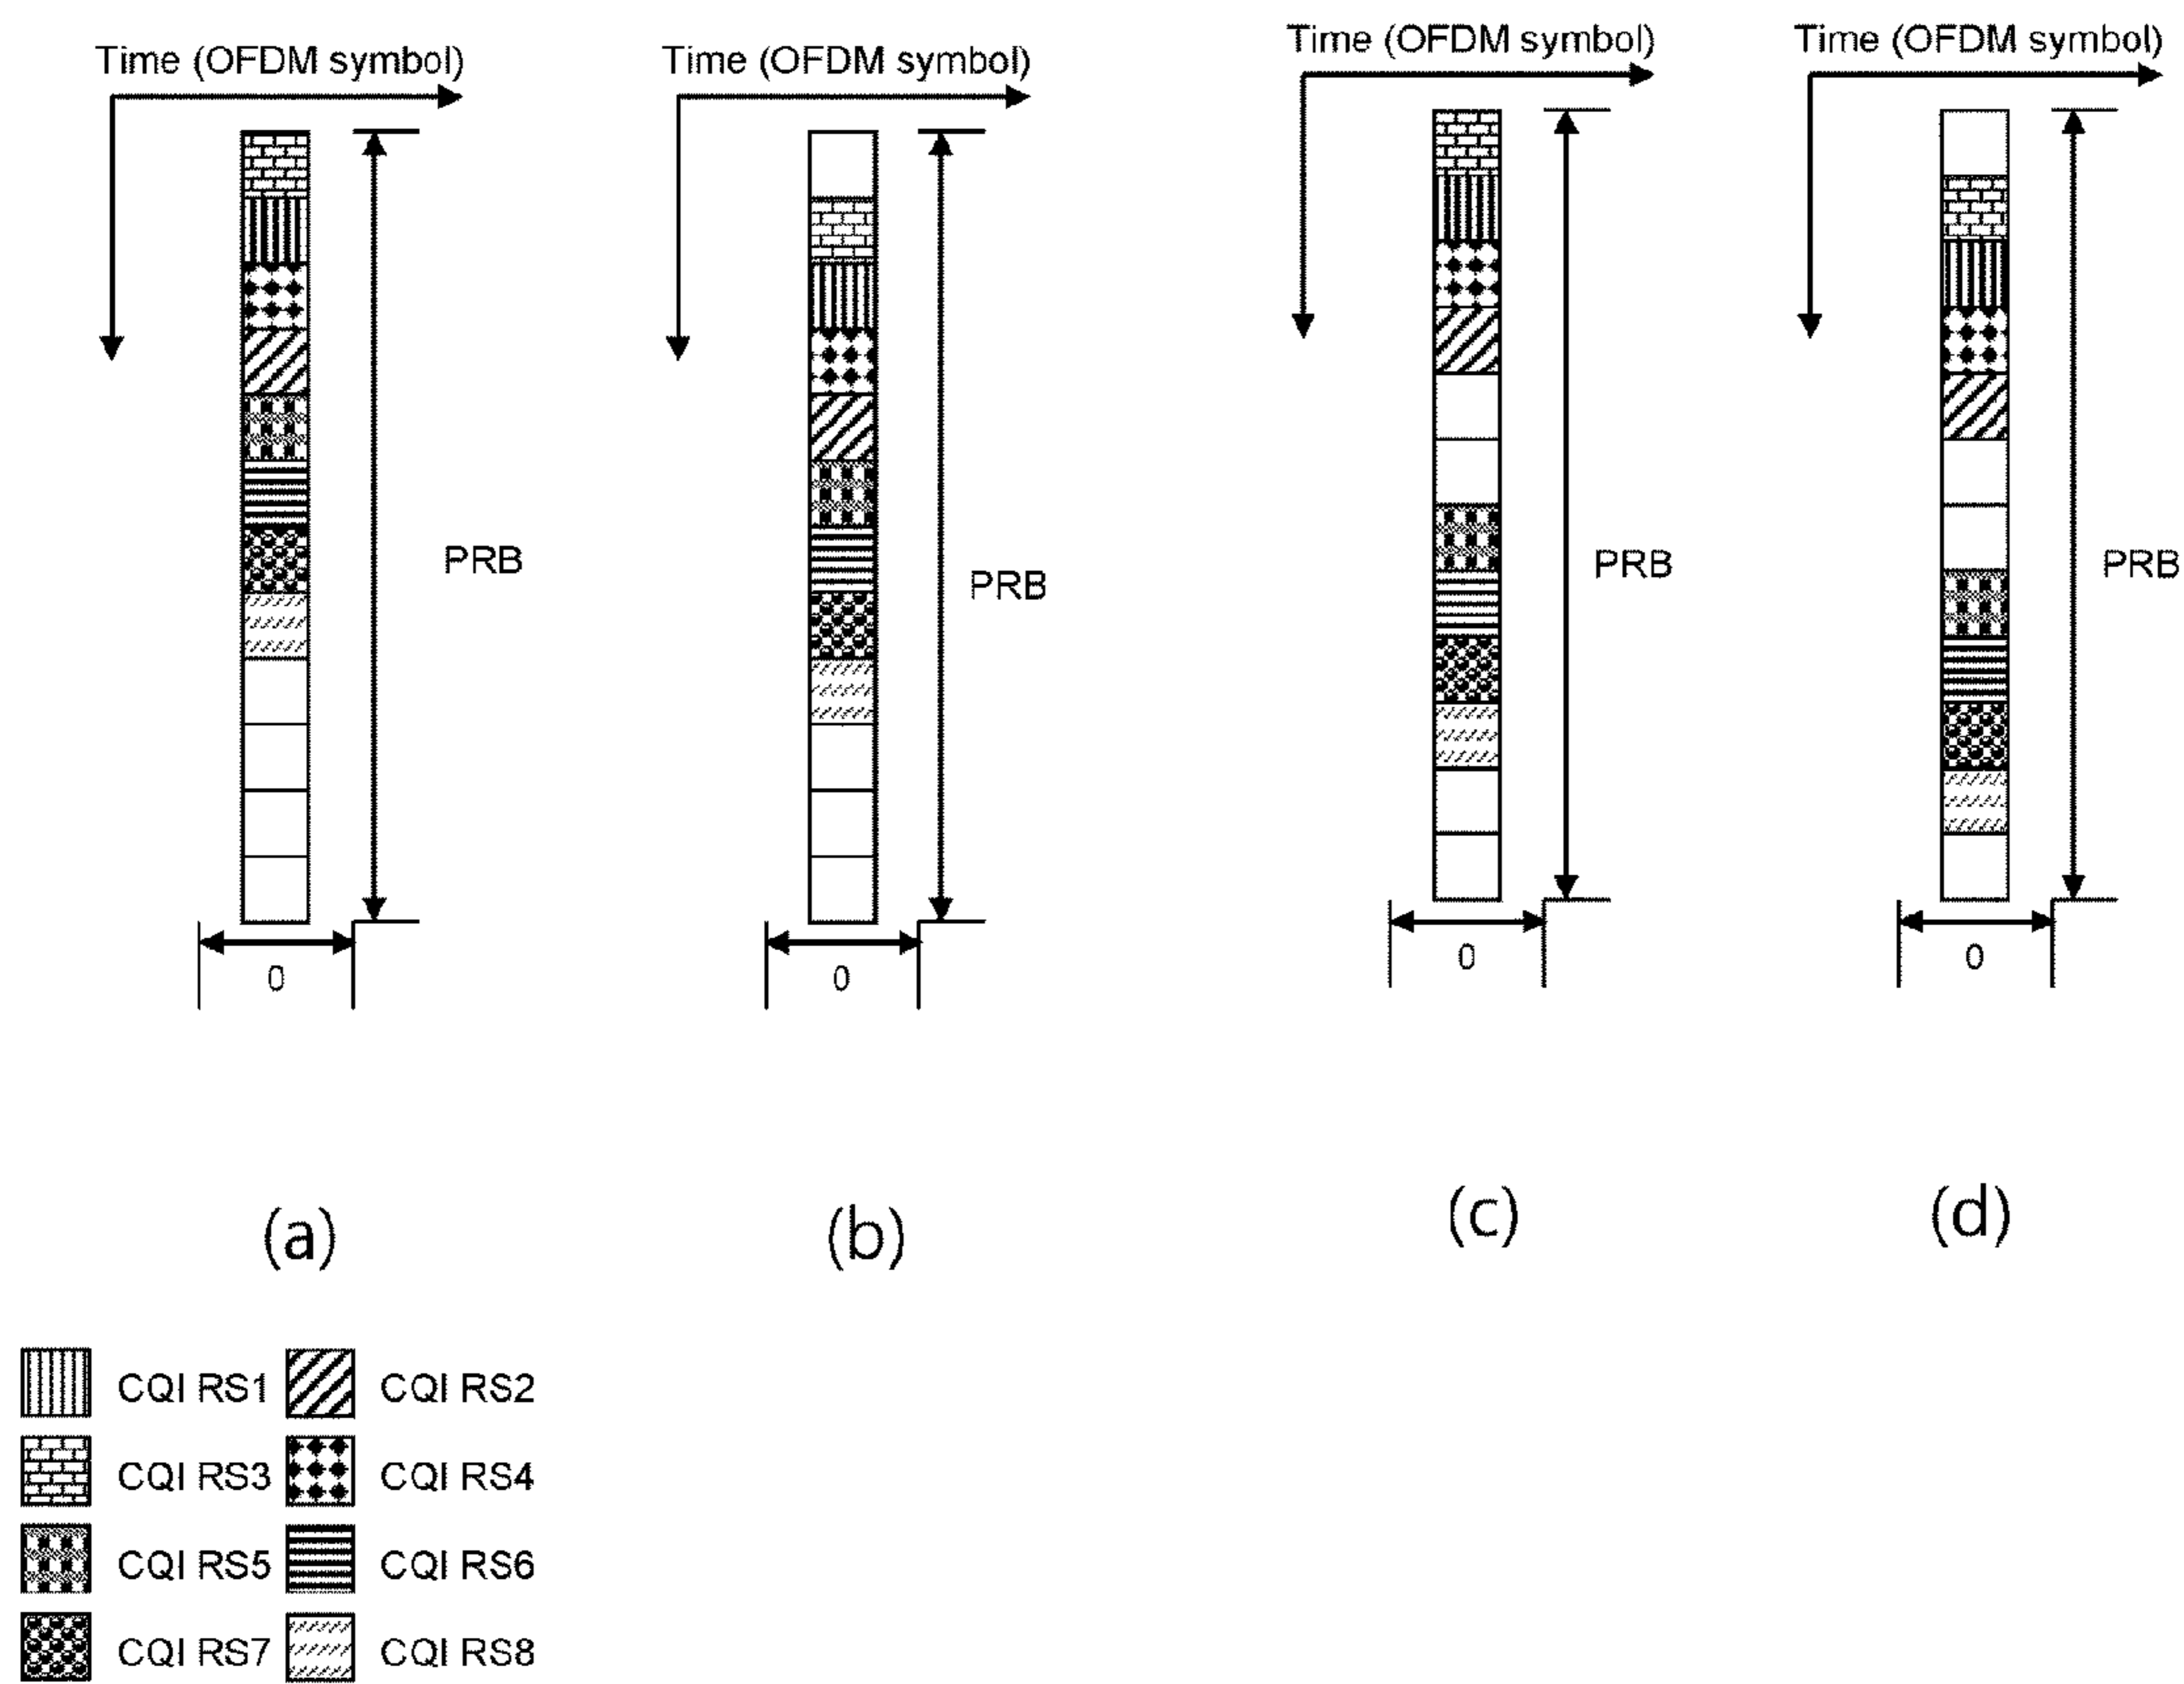 Time (OFDM symbol)
Time (OFDM symbol)
Time (OFDM symbol)
Time (OFDM symbol)
PRB
PRB
PRB
PRB
0
0
0
0
(a)
(b)
(c)
(d)
CQI RS1
CQI RS2
CQI RS3
CQI RS4
CQI RS5
CQI RS6
CQI RS7
CQI RS8